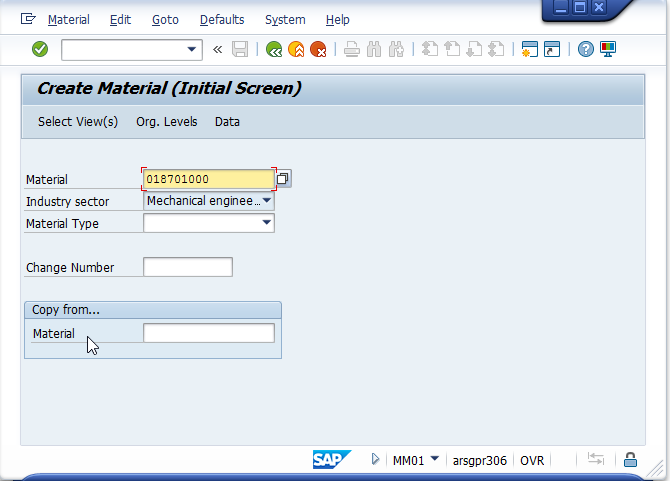 Material Edit Goto Defaults System Help
Create Material (Initial Screen)
Select View(s) Org. Levels Data
Material 018701000
Industry sector Mechanical enginee...
Material Type
Change Number
Copy from...
Material
SAP MM01 arsgpr306 OVR